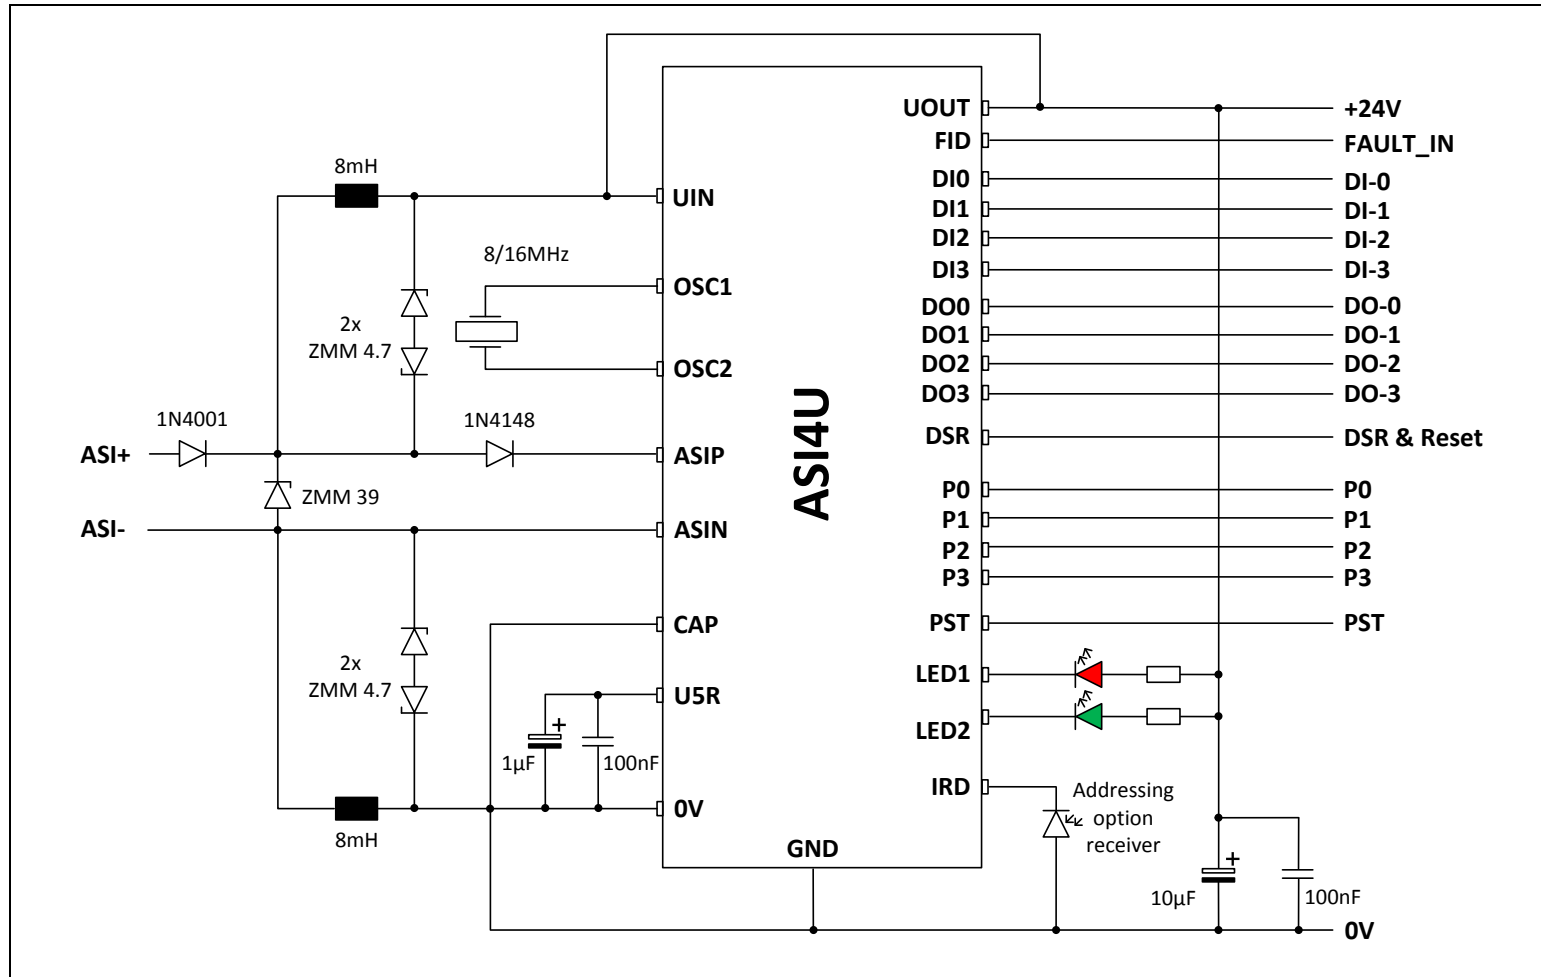 UOUT
+24V
FID
FAULT_IN
8mH
DI0
DI-0
UIN
DI1
DI-1
DI2
DI-2
8/16MHz
DI3
DI-3
OSC1
DO0
DO-0
2x
ZMM 4.7
DO1
DO-1
OSC2
DO2
DO-2
DO3
DO-3
1N4001
1N4148
ASI4U
DSR
DSR & Reset
ASI+
ASIP
ZMM 39
P0
P0
ASI-
ASIN
P1
P1
P2
P2
P3
P3
CAP
PST
PST
2x
ZMM 4.7
LED1
U5R
LED2
+
1µF
100nF
IRD
Addressing
option
receiver
0V
8mH
GND
+
10µF
100nF
0V